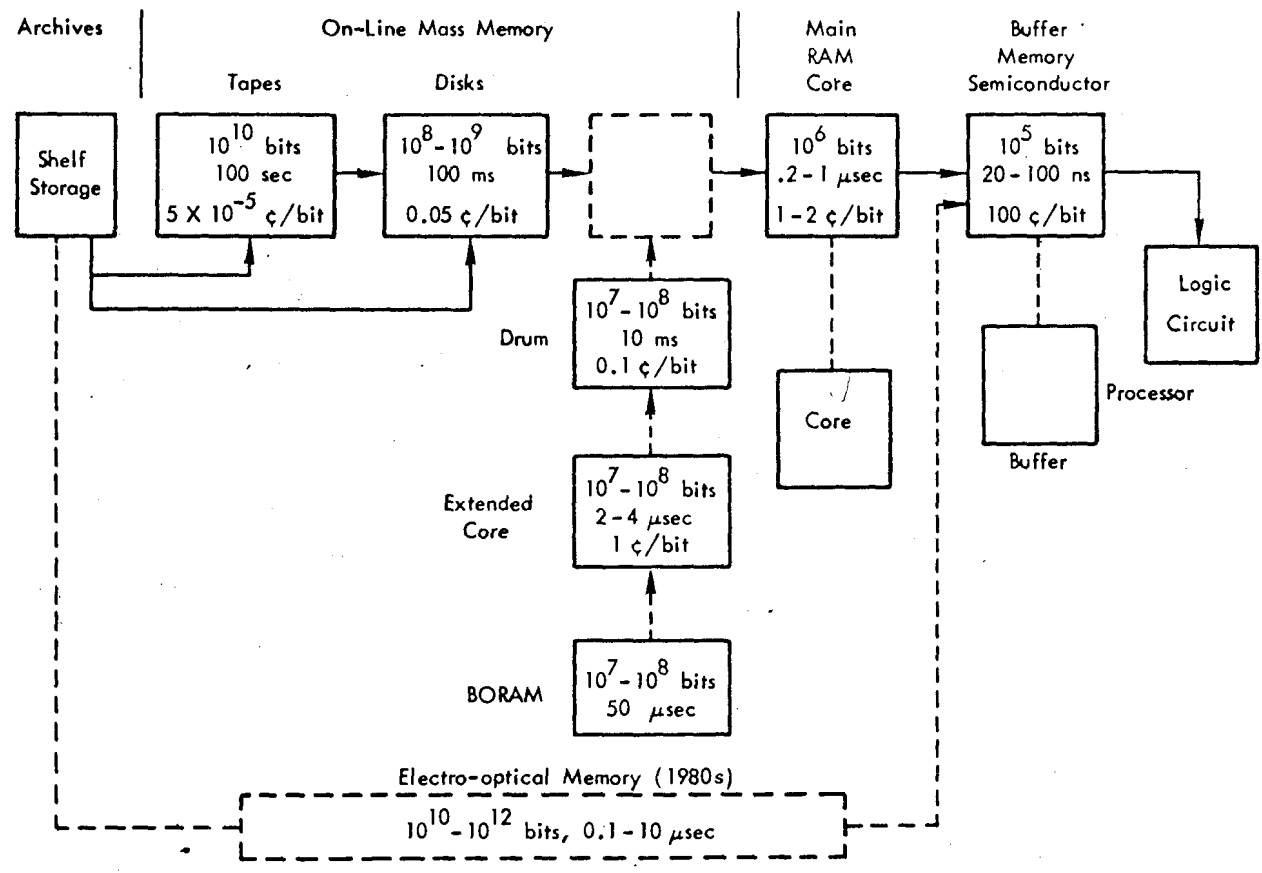 Archives
On-Line Mass Memory
Main
RAM
Core
Buffer
Memory
Semiconductor
Tapes
Disks
Shelf
Storage
10^10 bits
100 sec
5 X 10^-5 ¢/bit
10^8-10^9 bits
100 ms
0.05 ¢/bit
10^6 bits
.2-1 μsec
1-2 ¢/bit
10^5 bits
20-100 ns
100 ¢/bit
Logic
Circuit
Drum
10^7-10^8 bits
10 ms
0.1 ¢/bit
Core
Processor
Buffer
Extended
Core
10^7-10^8 bits
2-4 μsec
1 ¢/bit
BORAM
10^7-10^8 bits
50 μsec
Electro-optical Memory (1980s)
10^10-10^12 bits, 0.1-10 μsec